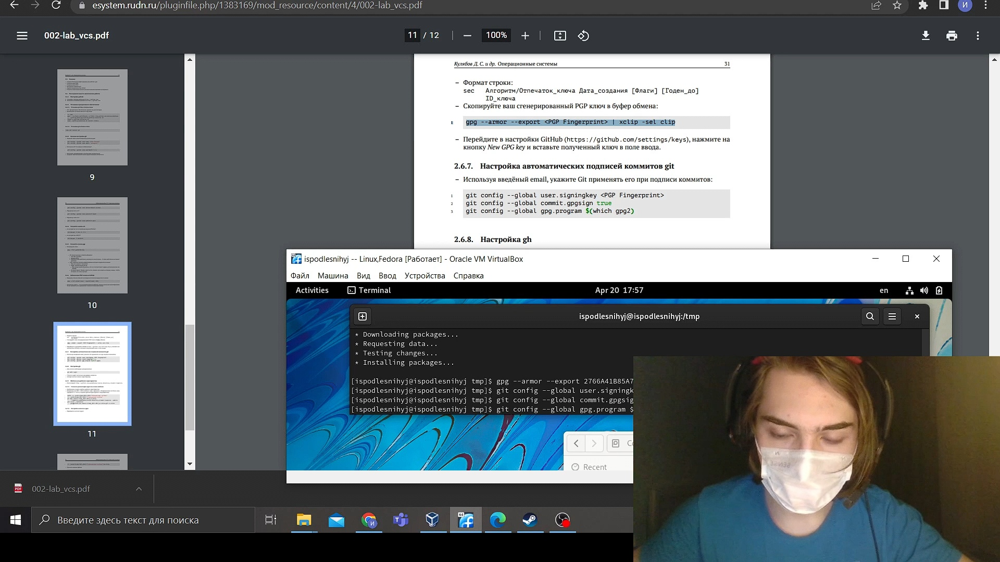 esystem.rudn.ru/pluginfile.php/1383169/mod_resource/content/4/002-lab_vcs.pdf
И
002-lab_vcs.pdf
11 / 12
100%
9
10
11
Кулябов Д. С. и др. Операционные системы 31
– Формат строки:
sec Алгоритм/Отпечаток_ключа Дата_создания [Флаги] [Годен_до]
ID_ключа
– Скопируйте ваш сгенерированный PGP ключ в буфер обмена:
1 gpg --armor --export <PGP Fingerprint> | xclip -sel clip
– Перейдите в настройки GitHub (https://github.com/settings/keys), нажмите на
кнопку New GPG key и вставьте полученный ключ в поле ввода.
2.6.7. Настройка автоматических подписей коммитов git
– Используя введёный email, укажите Git применять его при подписи коммитов:
1 git config --global user.signingkey <PGP Fingerprint>
2 git config --global commit.gpgsign true
3 git config --global gpg.program $(which gpg2)
2.6.8. Настройка gh
ispodlesnihyj -- Linux,Fedora [Работает] - Oracle VM VirtualBox
Файл Машина Вид Ввод Устройства Справка
Activities Terminal Apr 20 17:57 en
ispodlesnihyj@ispodlesnihyj:/tmp
* Downloading packages...
* Requesting data...
* Testing changes...
* Installing packages...
[ispodlesnihyj@ispodlesnihyj tmp]$ gpg --armor --export 2766A41B85A7
[ispodlesnihyj@ispodlesnihyj tmp]$ git config --global user.signingk
[ispodlesnihyj@ispodlesnihyj tmp]$ git config --global commit.gpgsig
[ispodlesnihyj@ispodlesnihyj tmp]$ git config --global gpg.program $
Recent
PDF
002-lab_vcs.pdf
Введите здесь текст для поиска
64
И